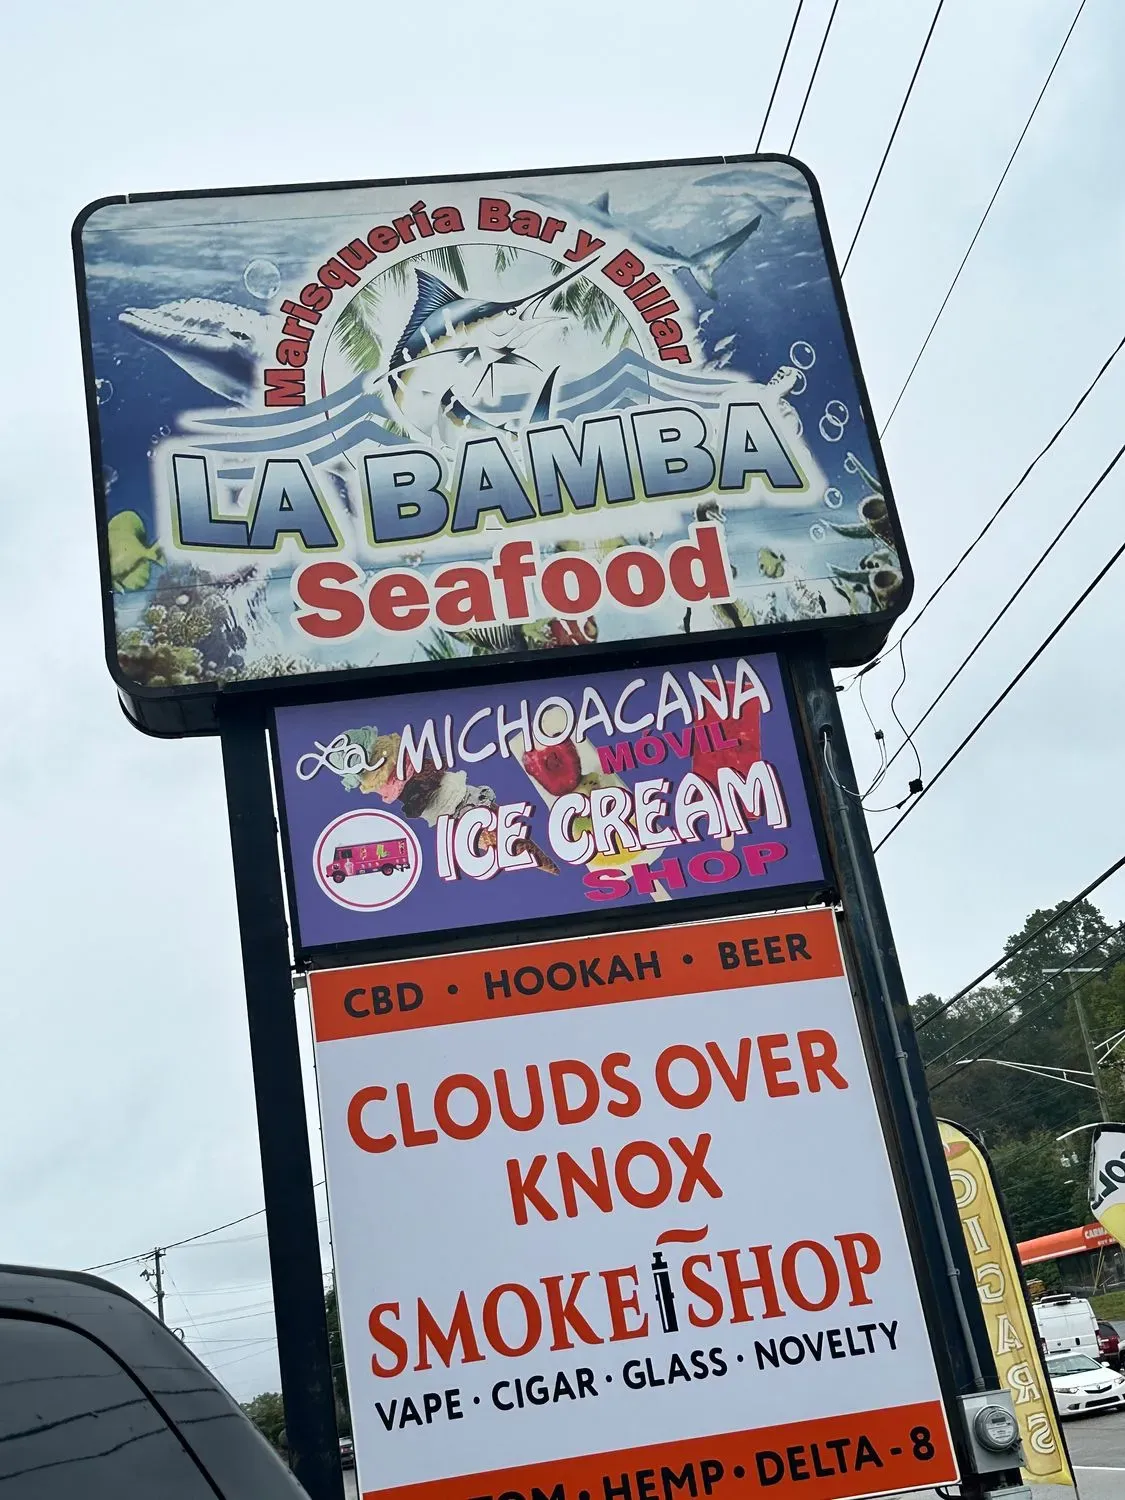 Marisquería Bar y Billar
LA BAMBA
Seafood
La MICHOACANA
MÓVIL
ICE CREAM
SHOP
CBD • HOOKAH • BEER
CLOUDS OVER
KNOX
SMOKE SHOP
VAPE • CIGAR • GLASS • NOVELTY
HEMP • DELTA - 8
CIGARS